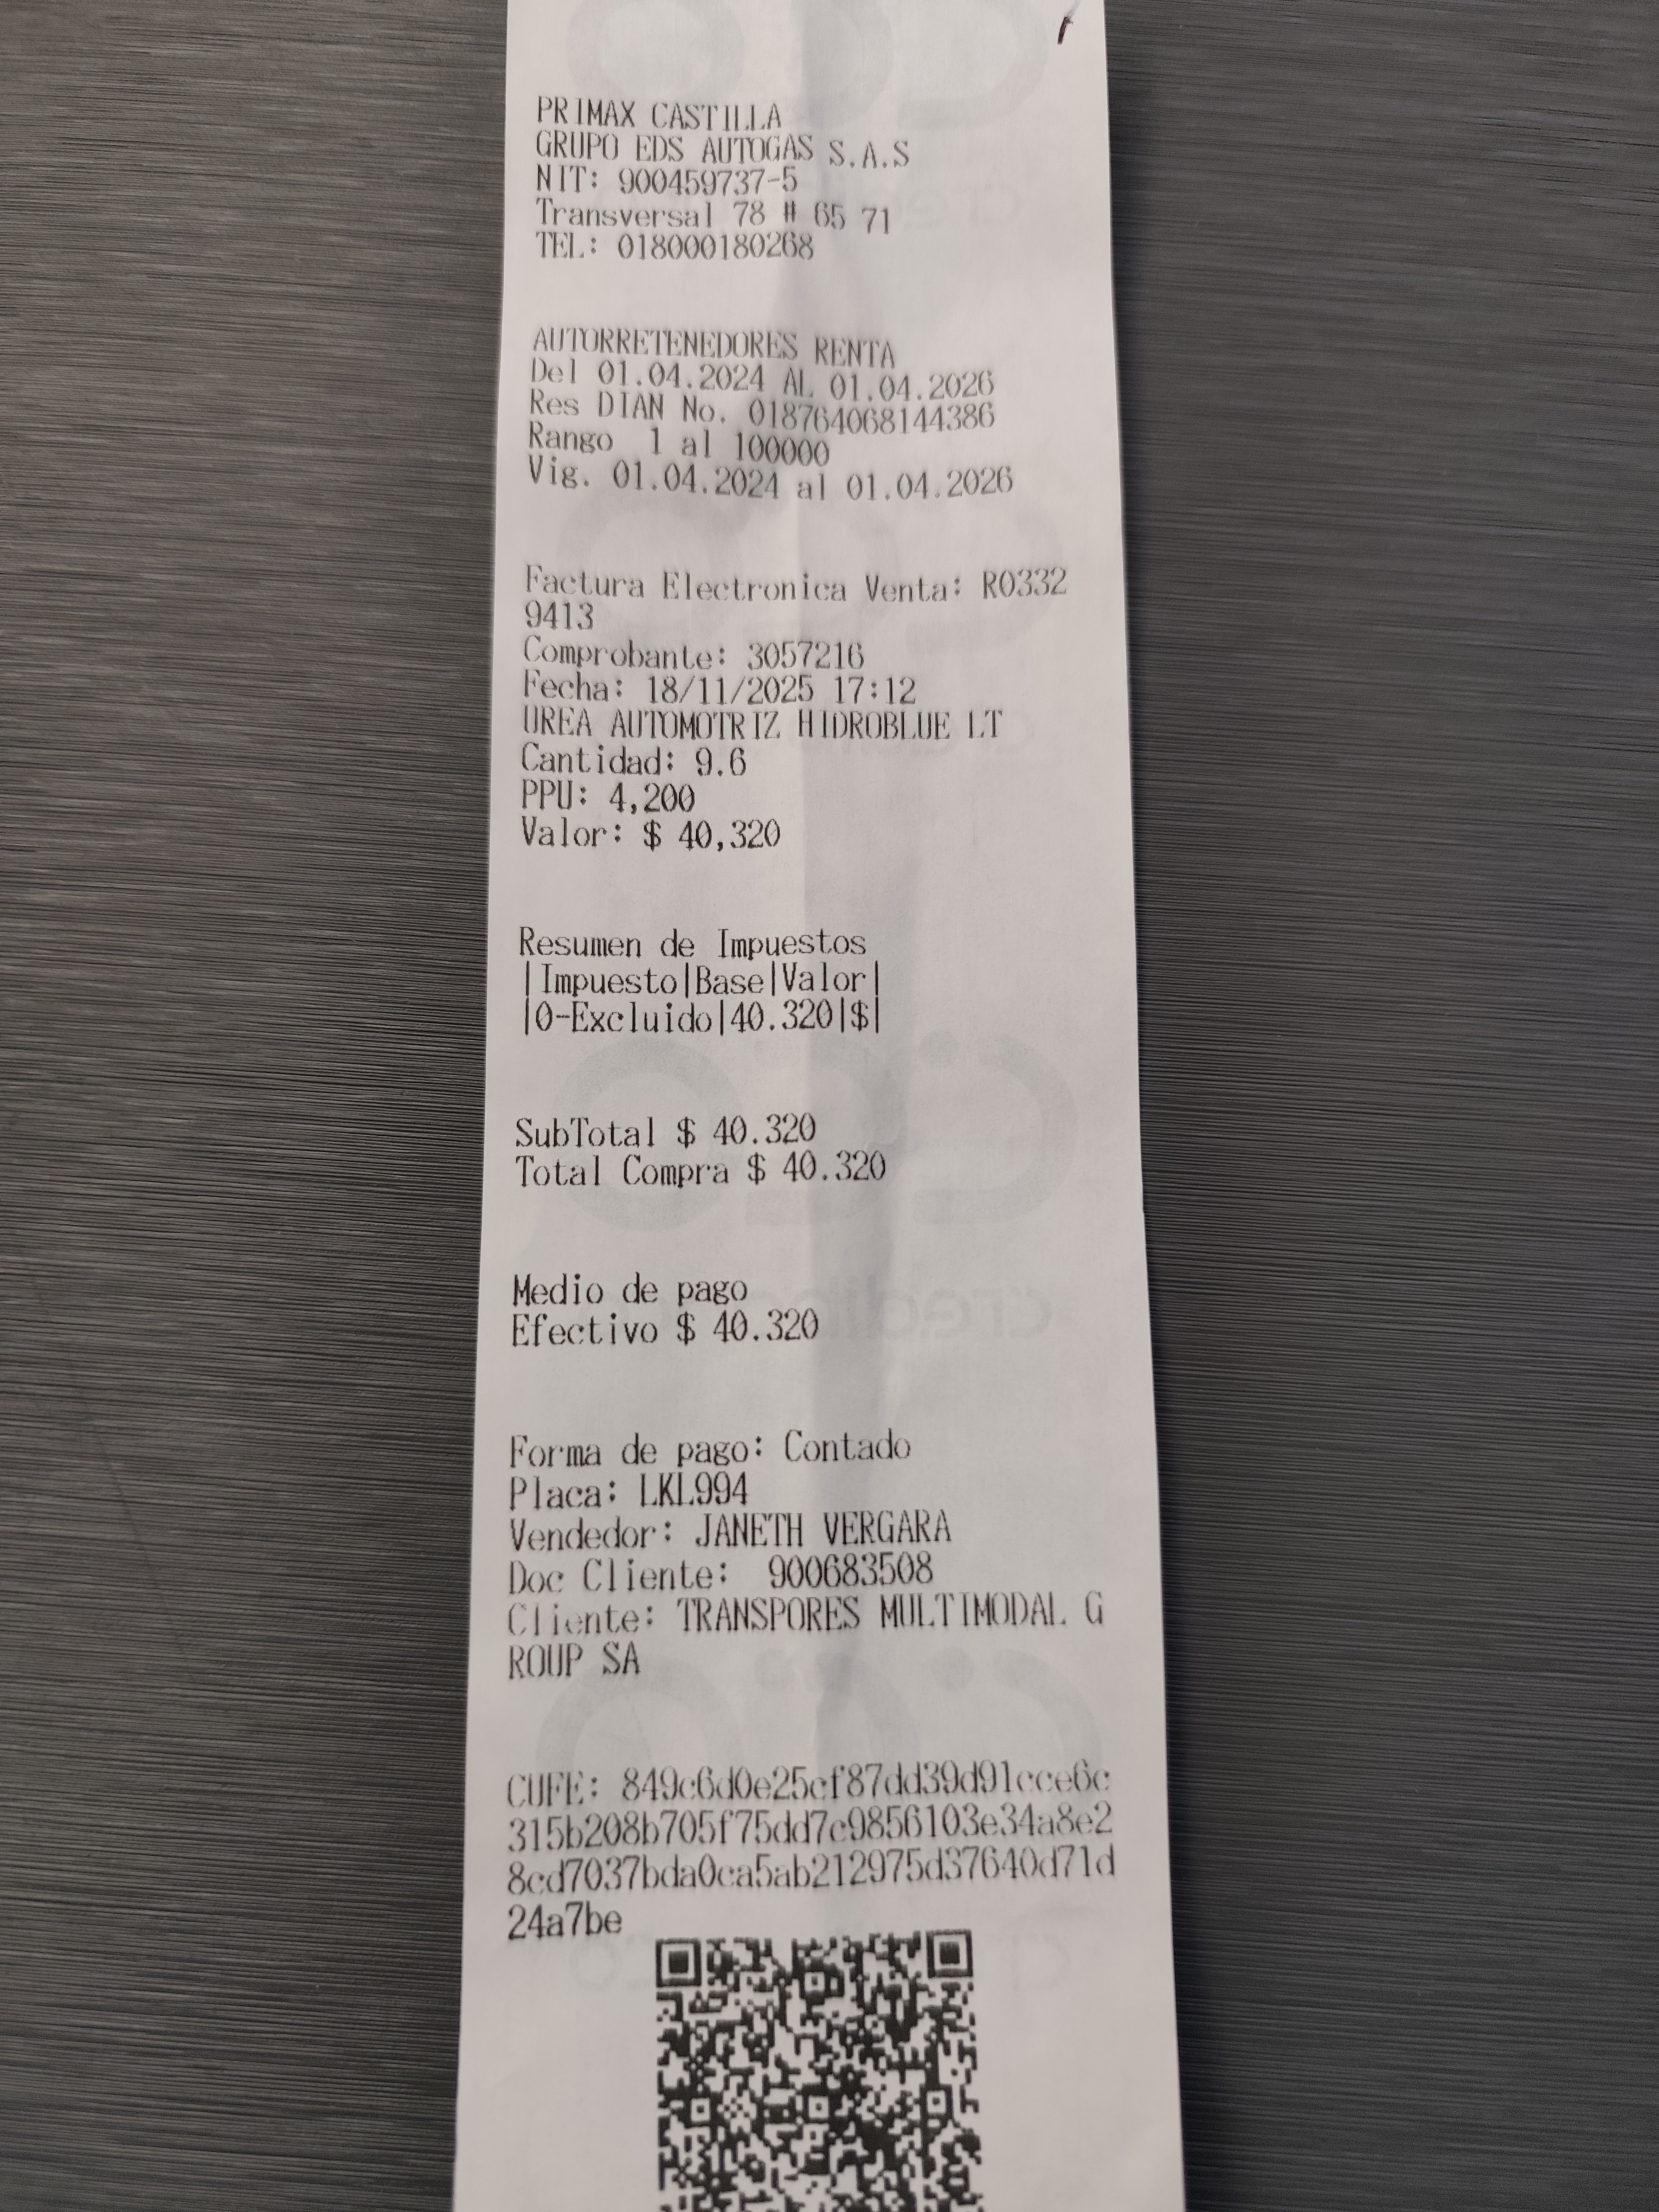 PRIMAX CASTILLA
GRUPO EDS AUTOGAS S.A.S
NIT: 900459737-5
Transversal 78 # 65 71
TEL: 018000180268
AUTORRETENEDORES RENTA
Del 01.04.2024 AL 01.04.2026
Res DIAN No. 018764068144386
Rango  1 al 100000
Vig. 01.04.2024 al 01.04.2026
Factura Electronica Venta: R0332
9413
Comprobante: 3057216
Fecha: 18/11/2025 17:12
UREA AUTOMOTRIZ HIDROBLUE LT
Cantidad: 9.6
PPU: 4,200
Valor: $ 40,320
Resumen de Impuestos
|Impuesto|Base|Valor|
|0-Excluido|40.320|$|
SubTotal $ 40.320
Total Compra $ 40.320
Medio de pago
Efectivo $ 40.320
Forma de pago: Contado
Placa: LKL994
Vendedor: JANETH VERGARA
Doc Cliente:  900683508
Cliente: TRANSPORES MULTIMODAL G
ROUP SA
CUFE: 849c6d0e25cf87dd39d91cce6c
315b208b705f75dd7c9856103e34a8e2
8cd7037bda0ca5ab212975d37640d71d
24a7be